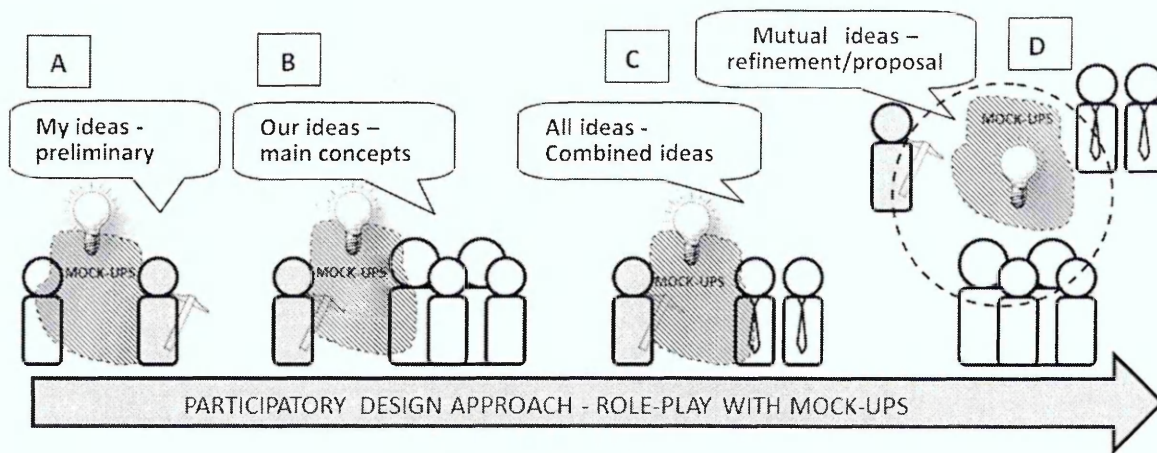 A
My ideas -
preliminary
MOCK-UPS
B
Our ideas –
main concepts
MOCK-UPS
C
All ideas -
Combined ideas
MOCK-UPS
D
Mutual ideas –
refinement/proposal
MOCK-UPS
PARTICIPATORY DESIGN APPROACH - ROLE-PLAY WITH MOCK-UPS